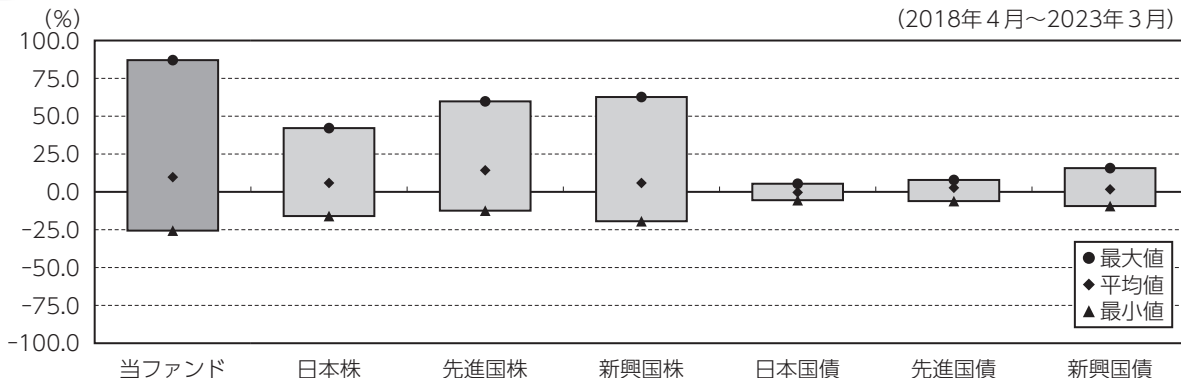 (%)
(2018年4月～2023年3月)
100.0
75.0
50.0
25.0
0.0
-25.0
-50.0
-75.0
-100.0
● 最大値
◆ 平均値
▲ 最小値
当ファンド 日本株 先進国株 新興国株 日本国債 先進国債 新興国債